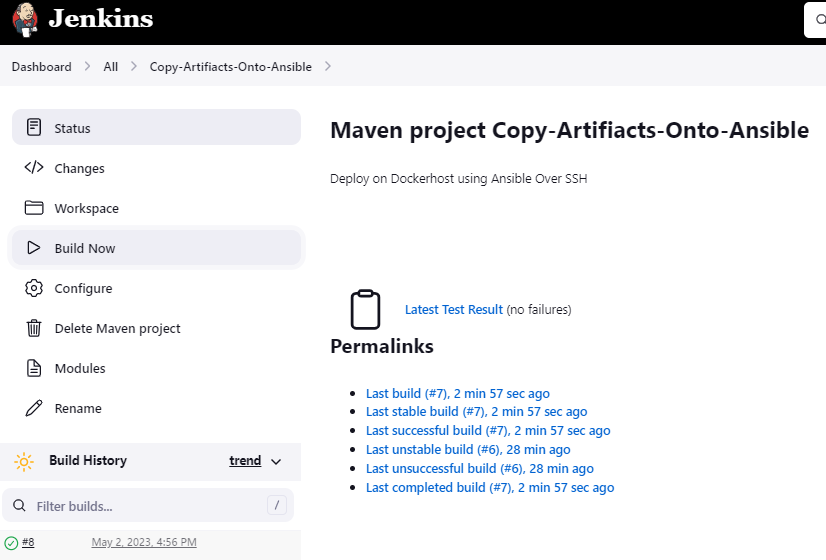 Jenkins
Dashboard > All > Copy-Artifiacts-Onto-Ansible >
Status
Changes
Workspace
Build Now
Configure
Delete Maven project
Modules
Rename
Build History trend
Filter builds... /
#8 May 2, 2023, 4:56 PM
Maven project Copy-Artifiacts-Onto-Ansible
Deploy on Dockerhost using Ansible Over SSH
Latest Test Result (no failures)
Permalinks
Last build (#7), 2 min 57 sec ago
Last stable build (#7), 2 min 57 sec ago
Last successful build (#7), 2 min 57 sec ago
Last unstable build (#6), 28 min ago
Last unsuccessful build (#6), 28 min ago
Last completed build (#7), 2 min 57 sec ago